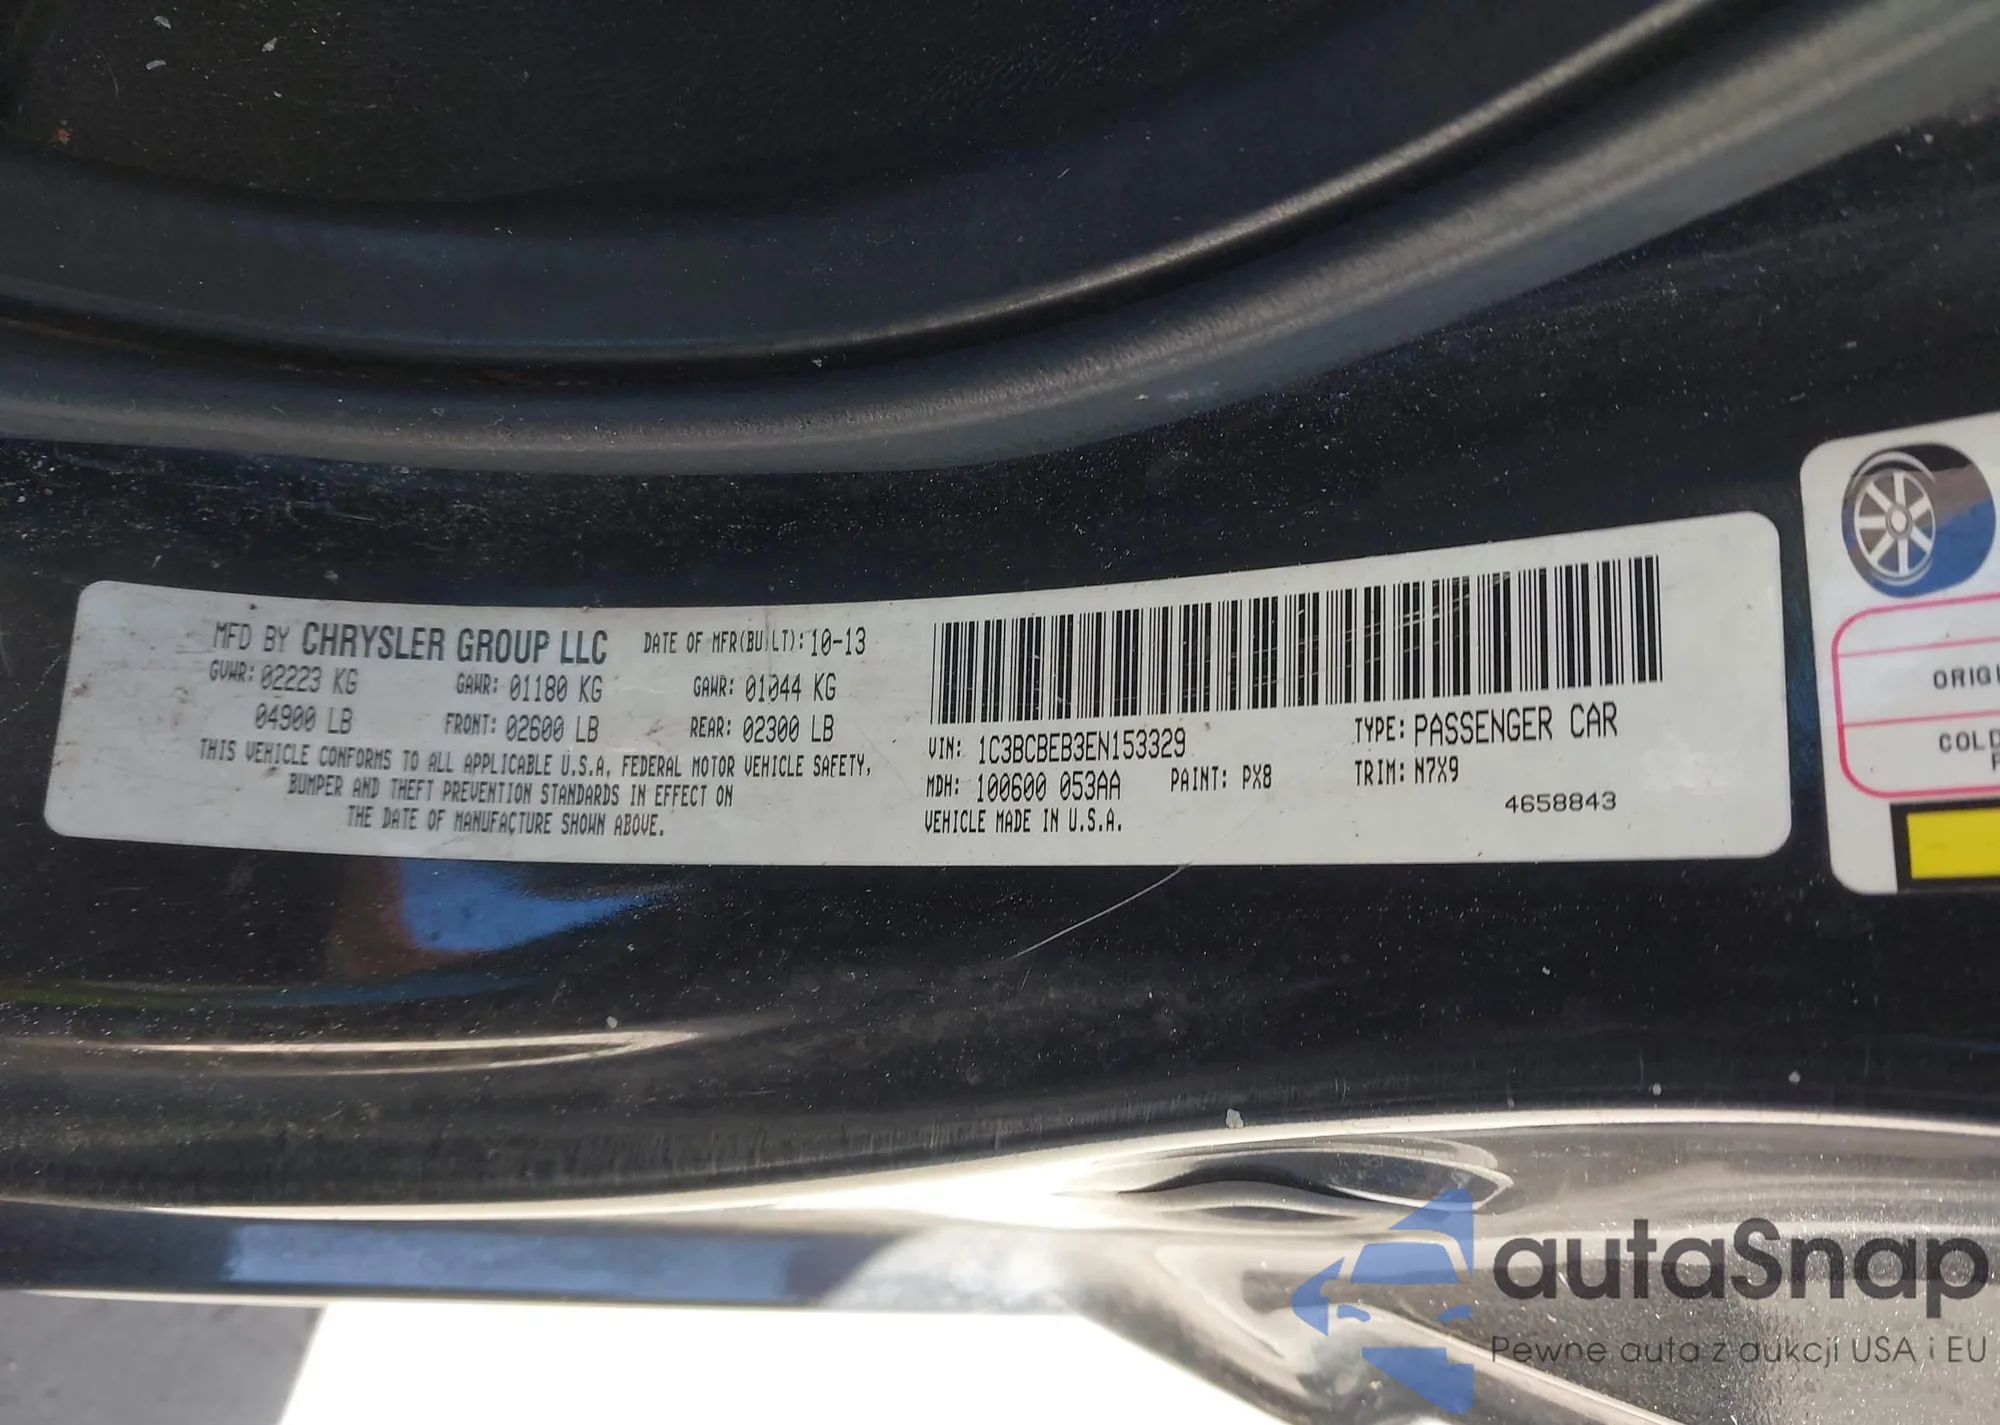 MFD BY CHRYSLER GROUP LLC DATE OF MFR(BUILT): 10-13
GVWR: 02223 KG GAWR: 01180 KG GAWR: 01044 KG
04900 LB FRONT: 02600 LB REAR: 02300 LB
THIS VEHICLE CONFORMS TO ALL APPLICABLE U.S.A. FEDERAL MOTOR VEHICLE SAFETY,
BUMPER AND THEFT PREVENTION STANDARDS IN EFFECT ON
THE DATE OF MANUFACTURE SHOWN ABOVE.
VIN: 1C3BCBEB3EN153329 TYPE: PASSENGER CAR
MDH: 100600 053AA PAINT: PX8 TRIM: N7X9
VEHICLE MADE IN U.S.A. 4658843
COLD
autaSnap
Pewne auta z aukcji USA i EU